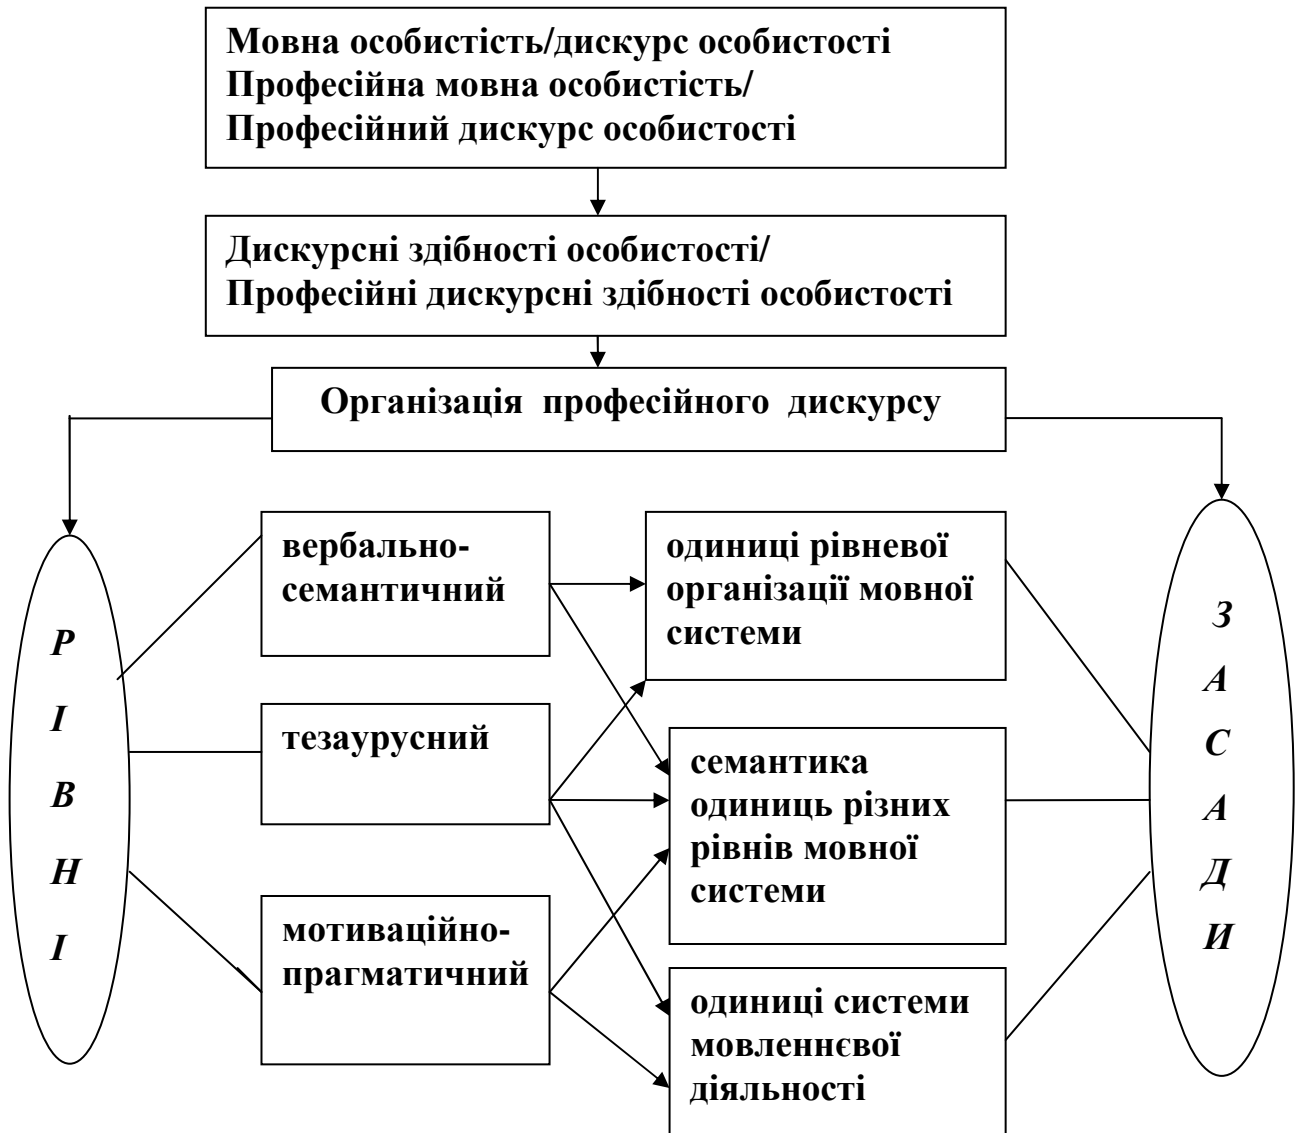 Мовна особистість/дискурс особистості
Професійна мовна особистість/
Професійний дискурс особистості
Дискурсні здібності особистості/
Професійні дискурсні здібності особистості
Організація професійного дискурсу
РІВНІ
вербально-
семантичний
тезаурусний
мотиваційно-
прагматичний
одиниці рівневої
організації мовної
системи
семантика
одиниць різних
рівнів мовної
системи
одиниці системи
мовленнєвої
діяльності
ЗАСАДИ